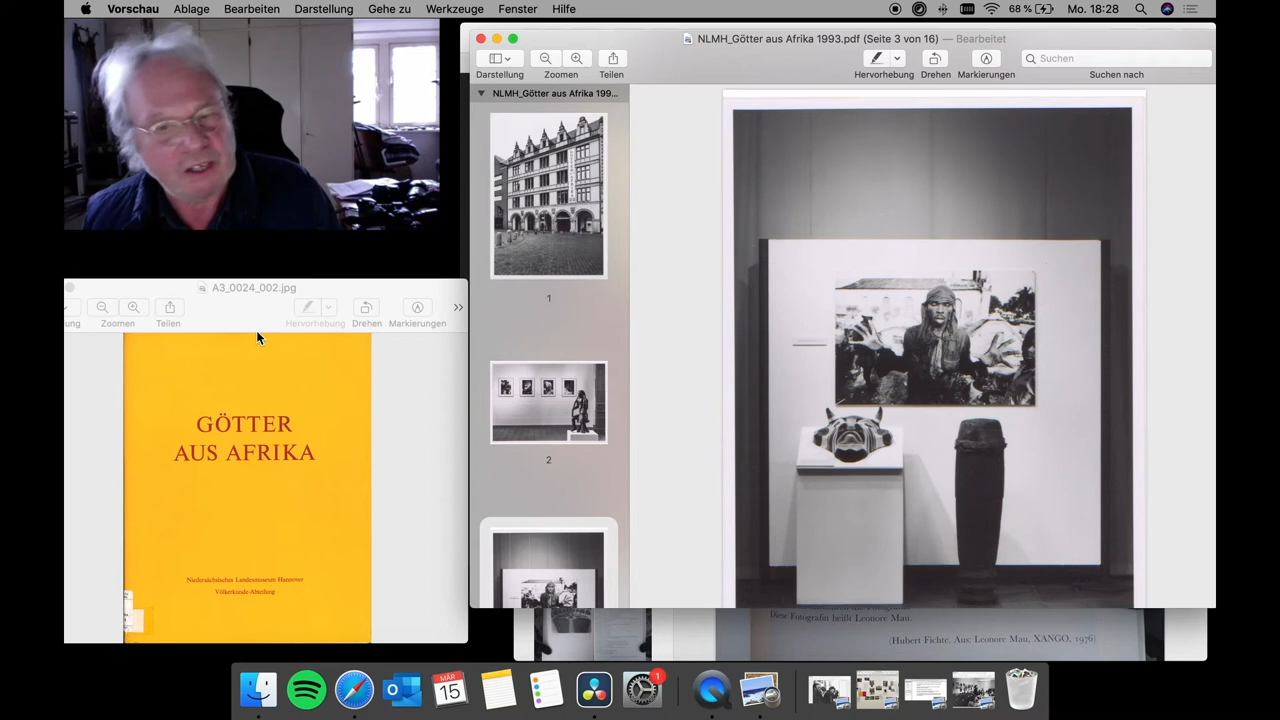 Vorschau Ablage Bearbeiten Darstellung Gehe zu Werkzeuge Fenster Hilfe 68 % Mo. 18:28
NLMH_Götter aus Afrika 1993.pdf (Seite 3 von 16) — Bearbeitet
Suchen
Darstellung Zoomen Teilen Hervorhebung Drehen Markierungen Suchen nach
NLMH_Götter aus Afrika 199...
1
2
A3_0024_002.jpg
ung Zoomen Teilen Hervorhebung Drehen Markierungen
GÖTTER
AUS AFRIKA
Niedersächsisches Landesmuseum Hannover
Völkerkunde-Abteilung
Diese Fotografin heißt Leonore Mau.
(Hubert Fichte. Aus: Leonore Mau, XANGO, 1976)
MÄR
15
1